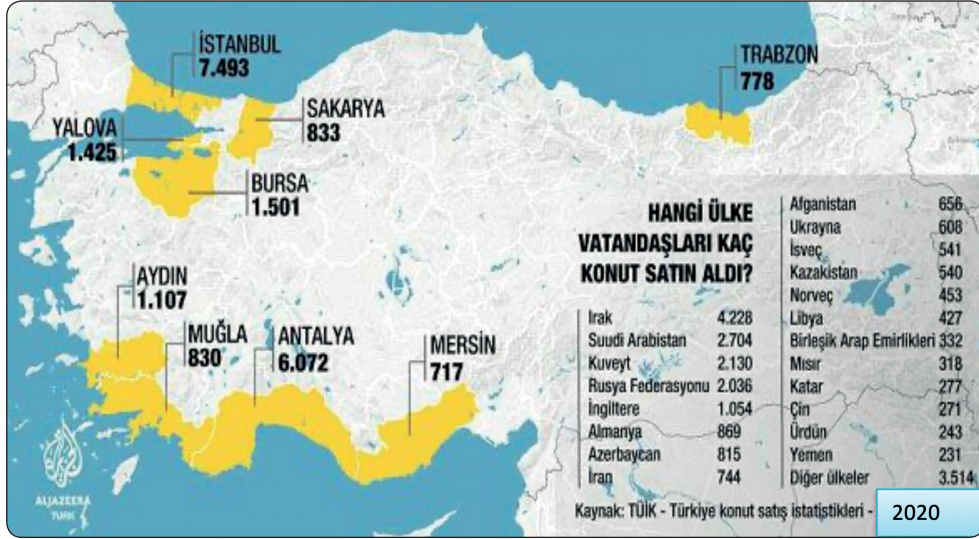 İSTANBUL
7.493
TRABZON
778
SAKARYA
833
YALOVA
1.425
BURSA
1.501
AYDIN
1.107
MUĞLA
830
ANTALYA
6.072
MERSİN
717
HANGİ ÜLKE
VATANDAŞLARI KAÇ
KONUT SATIN ALDI?
Irak 4.228
Suudi Arabistan 2.704
Kuveyt 2.130
Rusya Federasyonu 2.036
İngiltere 1.054
Almanya 869
Azerbaycan 815
İran 744
Afganistan 656
Ukrayna 608
İsveç 541
Kazakistan 540
Norveç 453
Libya 427
Birleşik Arap Emirlikleri 332
Mısır 318
Katar 277
Çin 271
Ürdün 243
Yemen 231
Diğer ülkeler 3.514
ALJAZEERA
TURK
Kaynak: TÜİK - Türkiye konut satış istatistikleri - 2020